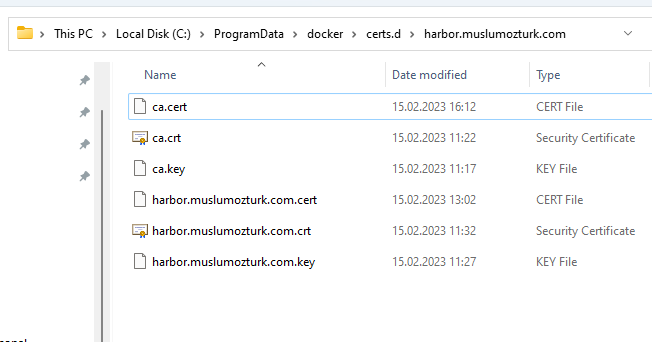 This PC > Local Disk (C:) > ProgramData > docker > certs.d > harbor.muslumozturk.com
Name Date modified Type
ca.cert 15.02.2023 16:12 CERT File
ca.crt 15.02.2023 11:22 Security Certificate
ca.key 15.02.2023 11:17 KEY File
harbor.muslumozturk.com.cert 15.02.2023 13:02 CERT File
harbor.muslumozturk.com.crt 15.02.2023 11:32 Security Certificate
harbor.muslumozturk.com.key 15.02.2023 11:27 KEY File